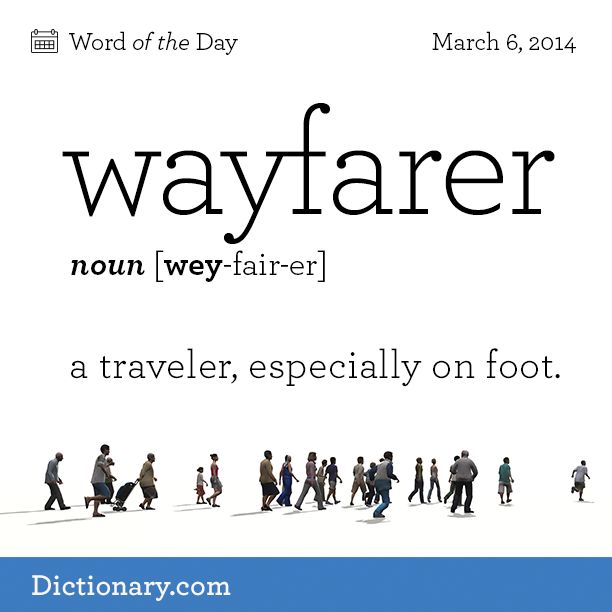 Word of the Day
March 6, 2014
wayfarer
noun [wey-fair-er]
a traveler, especially on foot.
Dictionary.com